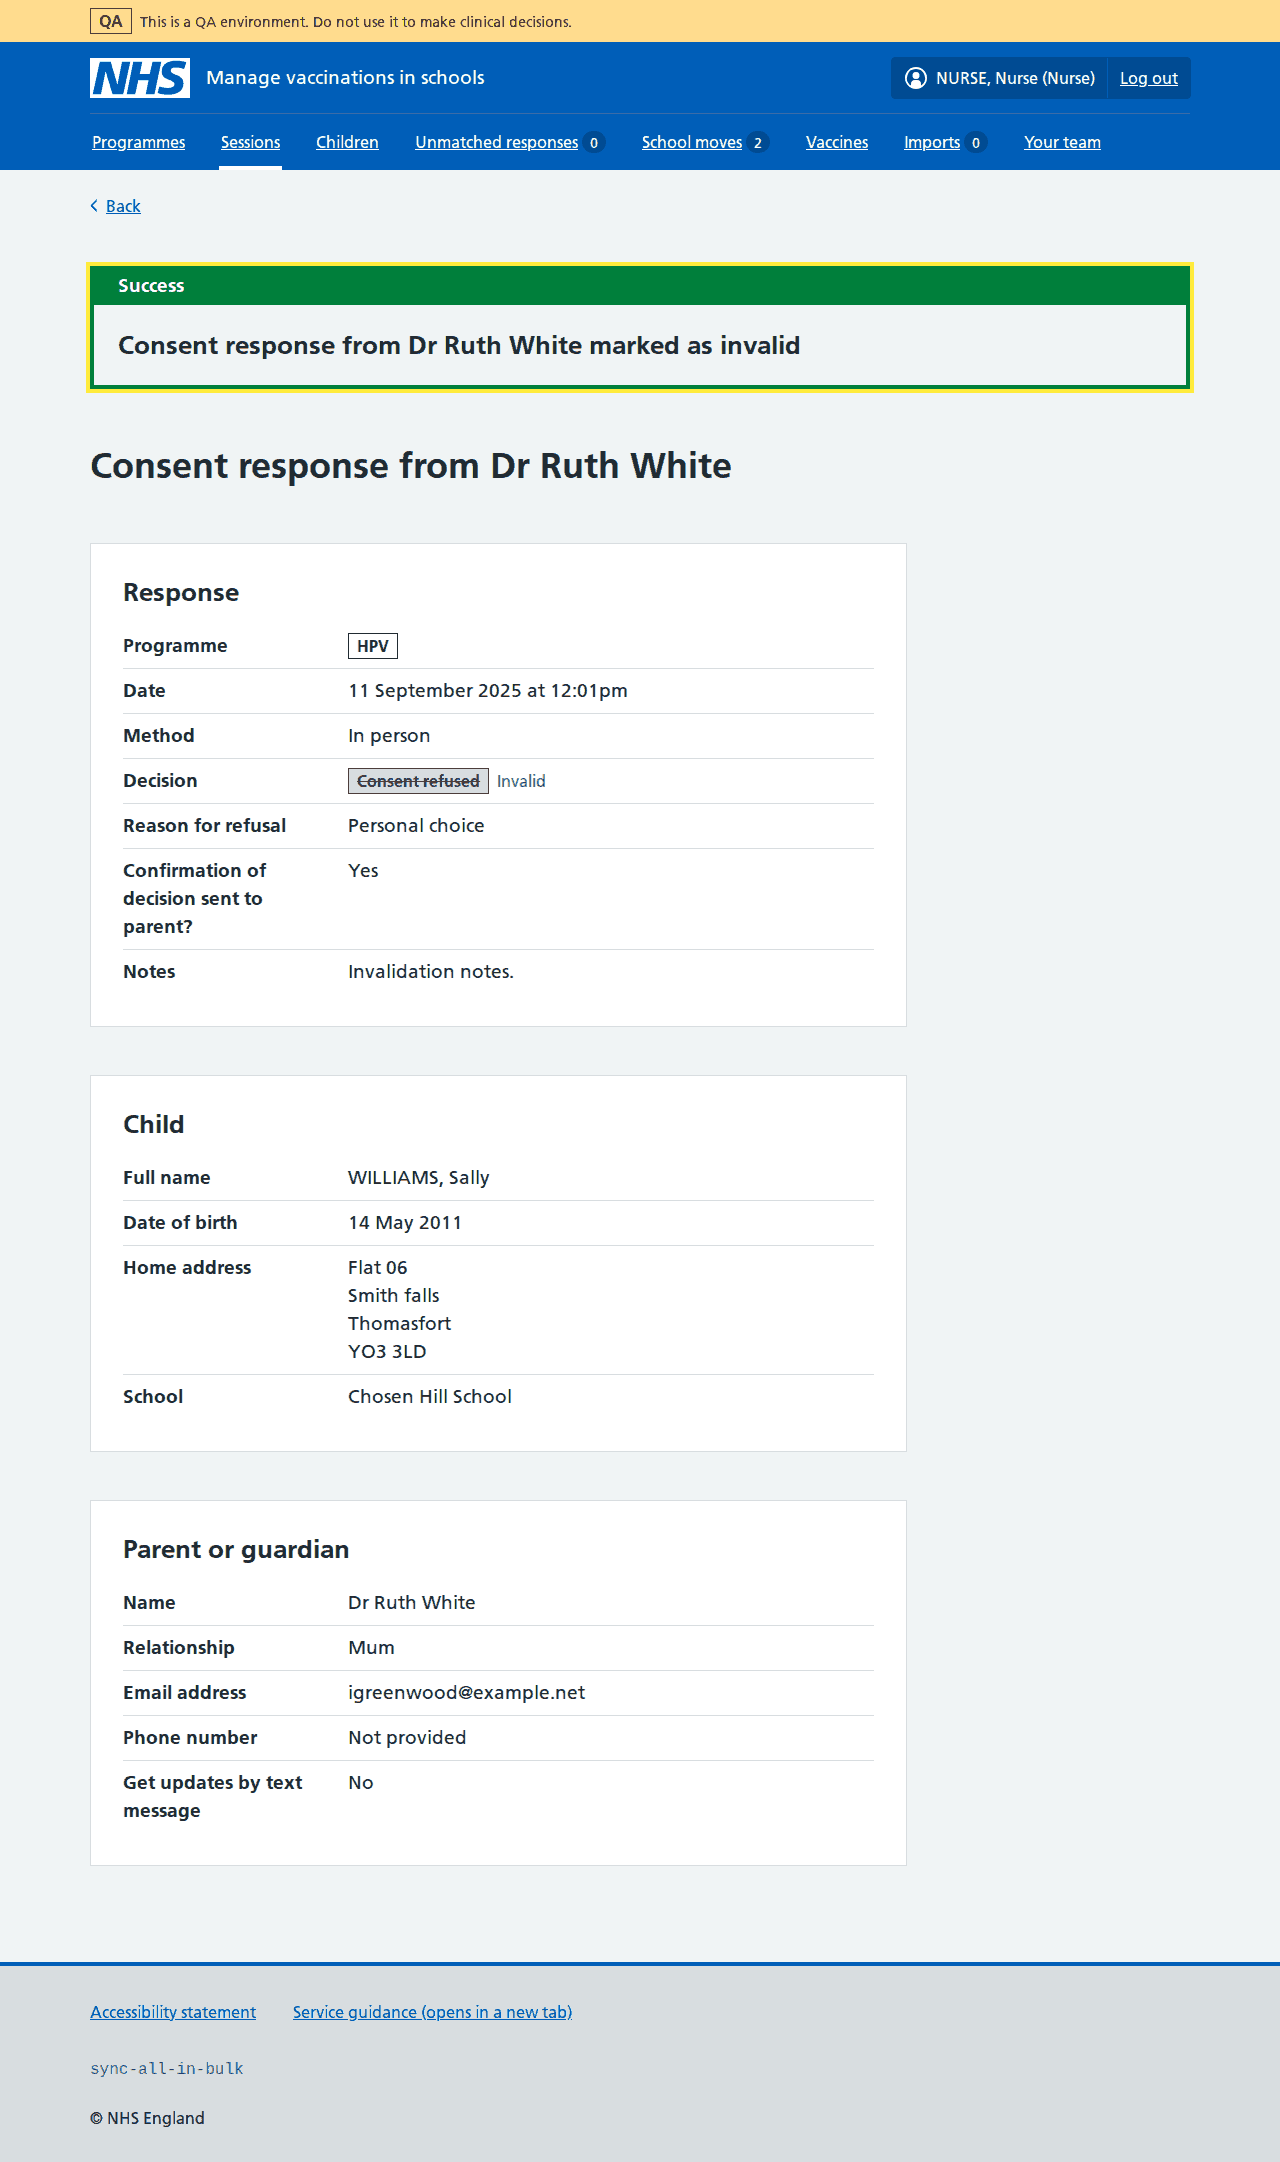 QA This is a QA environment. Do not use it to make clinical decisions.
NHS Manage vaccinations in schools NURSE, Nurse (Nurse) Log out
Programmes Sessions Children Unmatched responses 0 School moves 2 Vaccines Imports 0 Your team
Back
Success
Consent response from Dr Ruth White marked as invalid
Consent response from Dr Ruth White
Response
Programme HPV
Date 11 September 2025 at 12:01pm
Method In person
Decision Consent refused Invalid
Reason for refusal Personal choice
Confirmation of Yes
decision sent to
parent?
Notes Invalidation notes.
Child
Full name WILLIAMS, Sally
Date of birth 14 May 2011
Home address Flat 06
Smith falls
Thomasfort
YO3 3LD
School Chosen Hill School
Parent or guardian
Name Dr Ruth White
Relationship Mum
Email address igreenwood@example.net
Phone number Not provided
Get updates by text No
message
Accessibility statement Service guidance (opens in a new tab)
sync-all-in-bulk
© NHS England